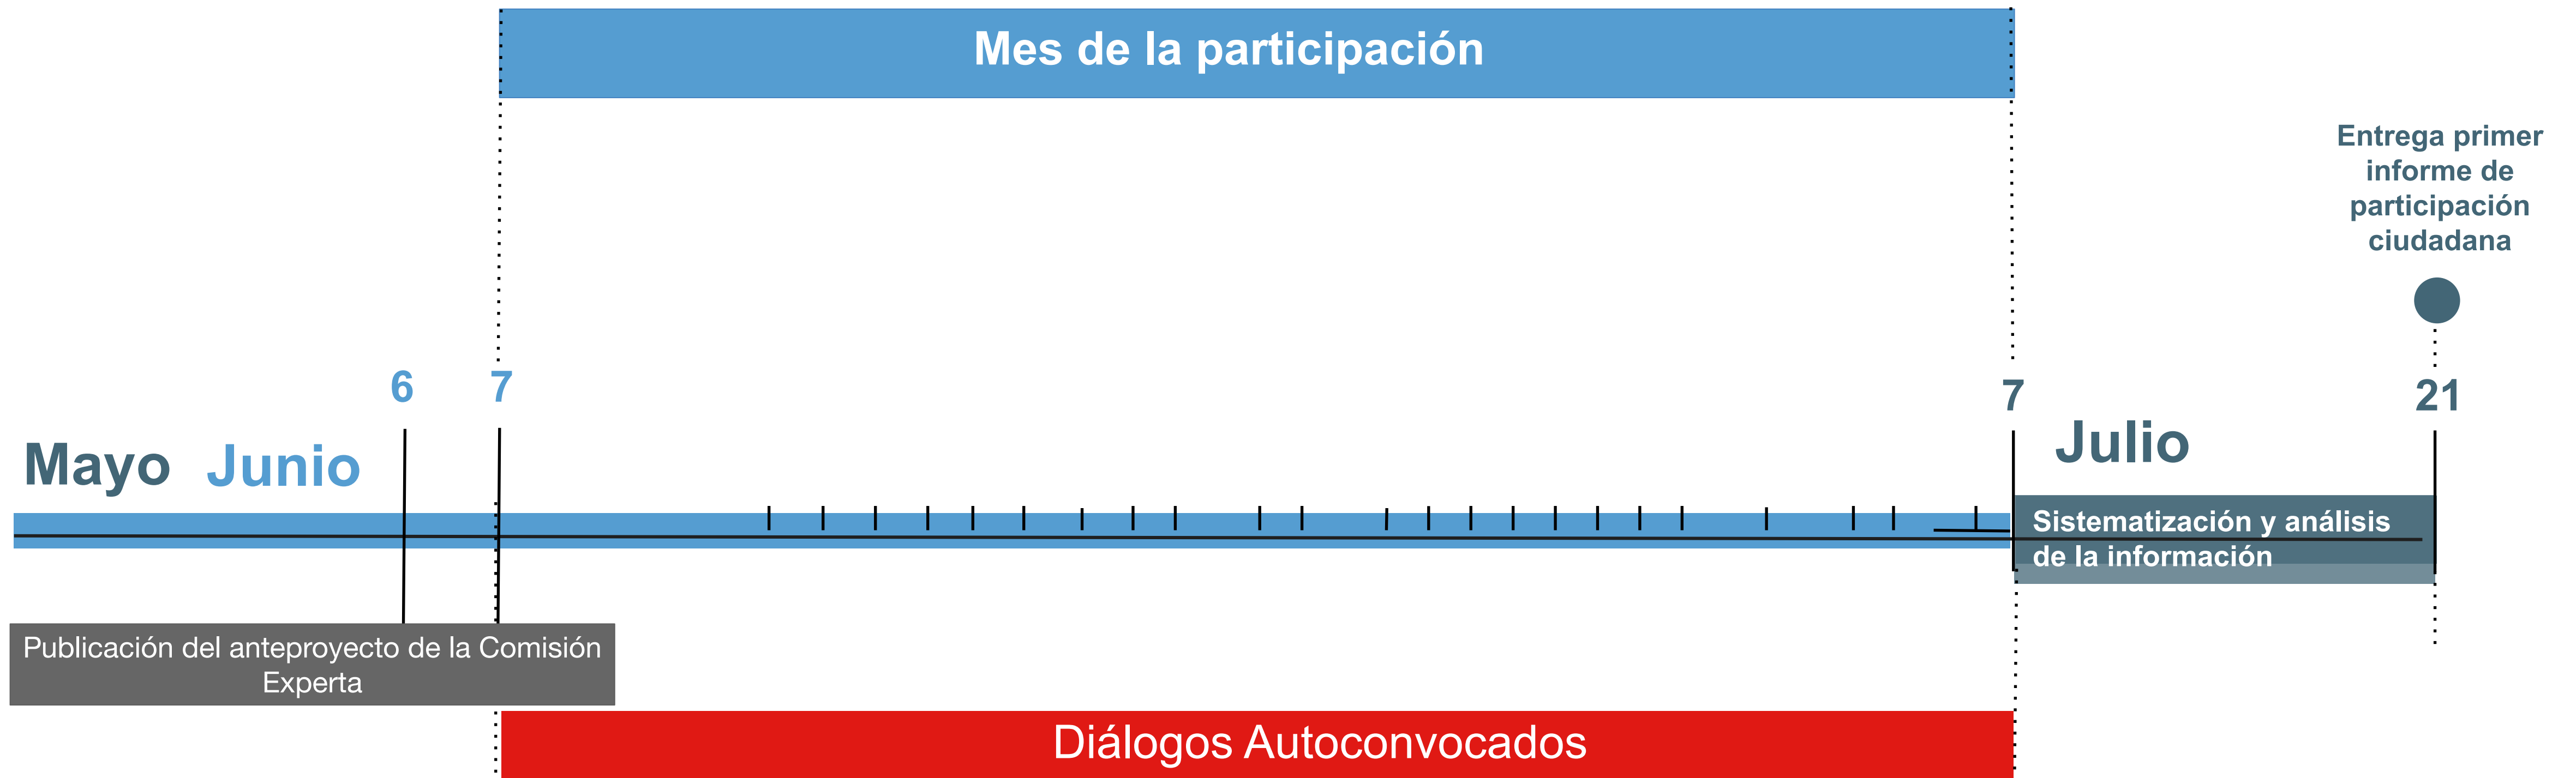 Mes de la participación
Entrega primer
informe de
participación
ciudadana
6
7
7
21
Mayo
Junio
Julio
Sistematización y análisis
de la información
Publicación del anteproyecto de la Comisión
Experta
Diálogos Autoconvocados